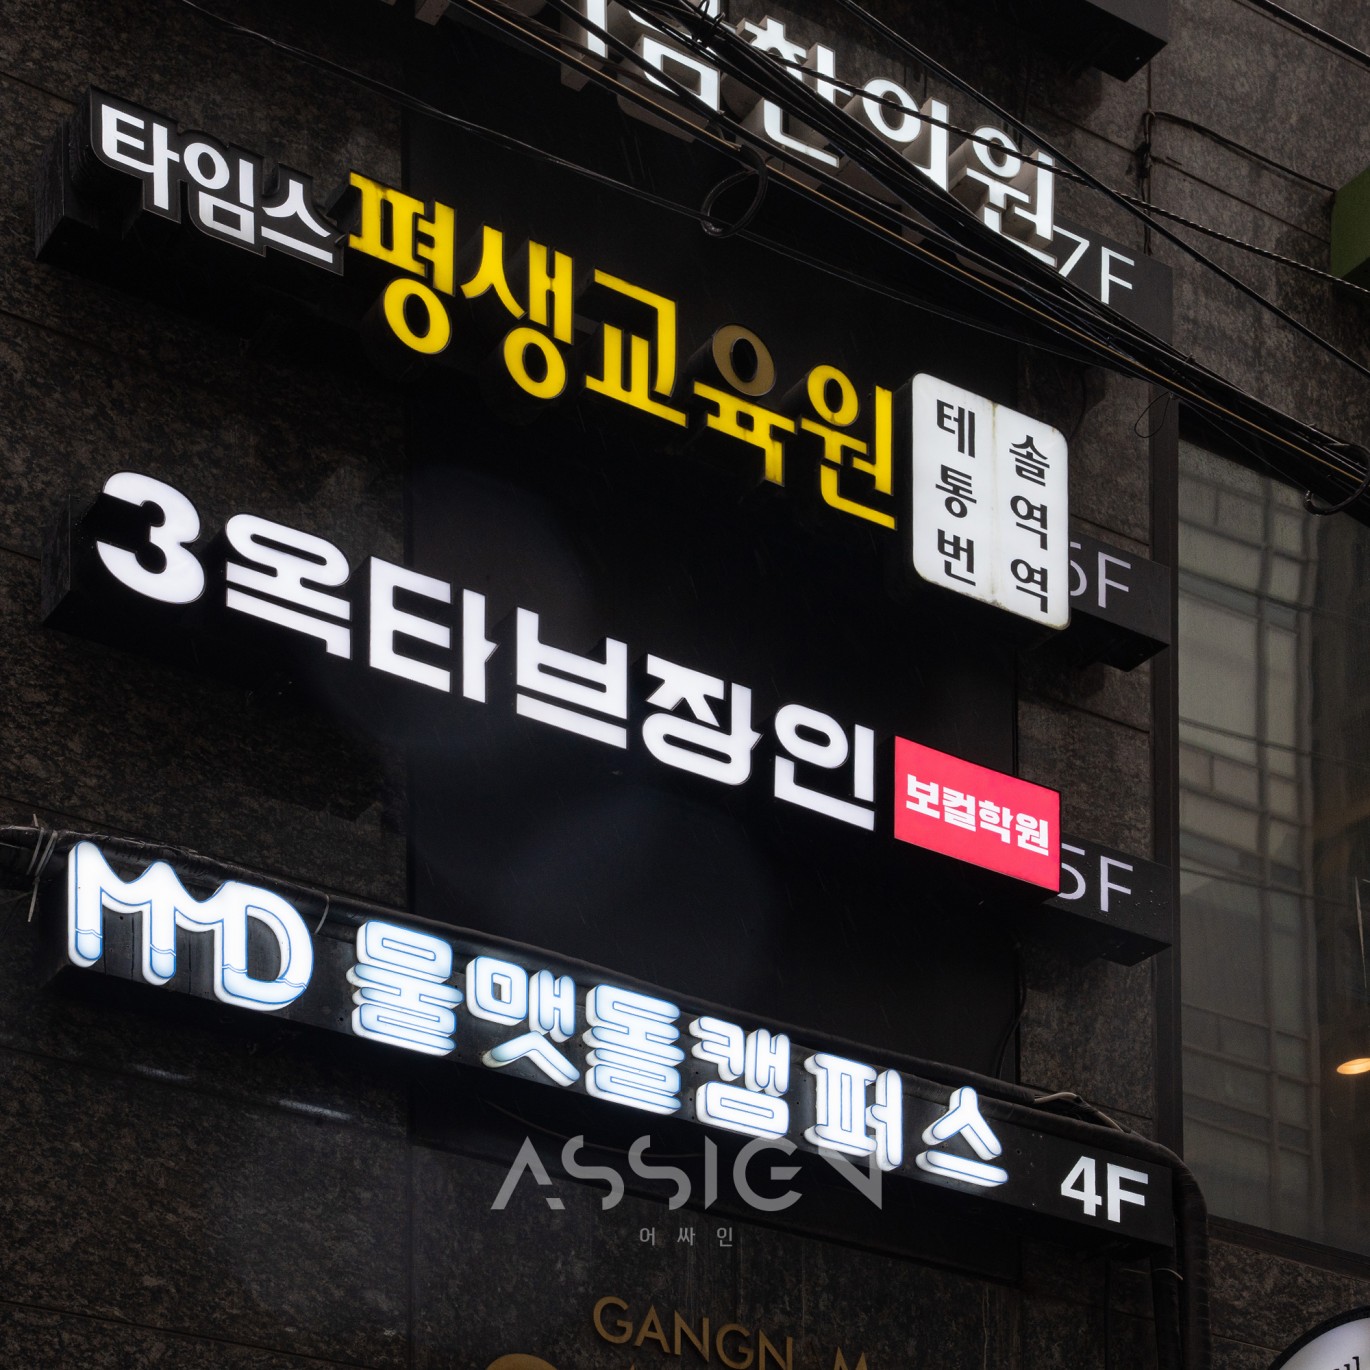 한의원
7F
타임스평생교육원
테솔
통역
번역
6F
3옥타브장인
보컬학원
5F
MMD 물맷돌캠퍼스
4F
ASSIGN
어싸인